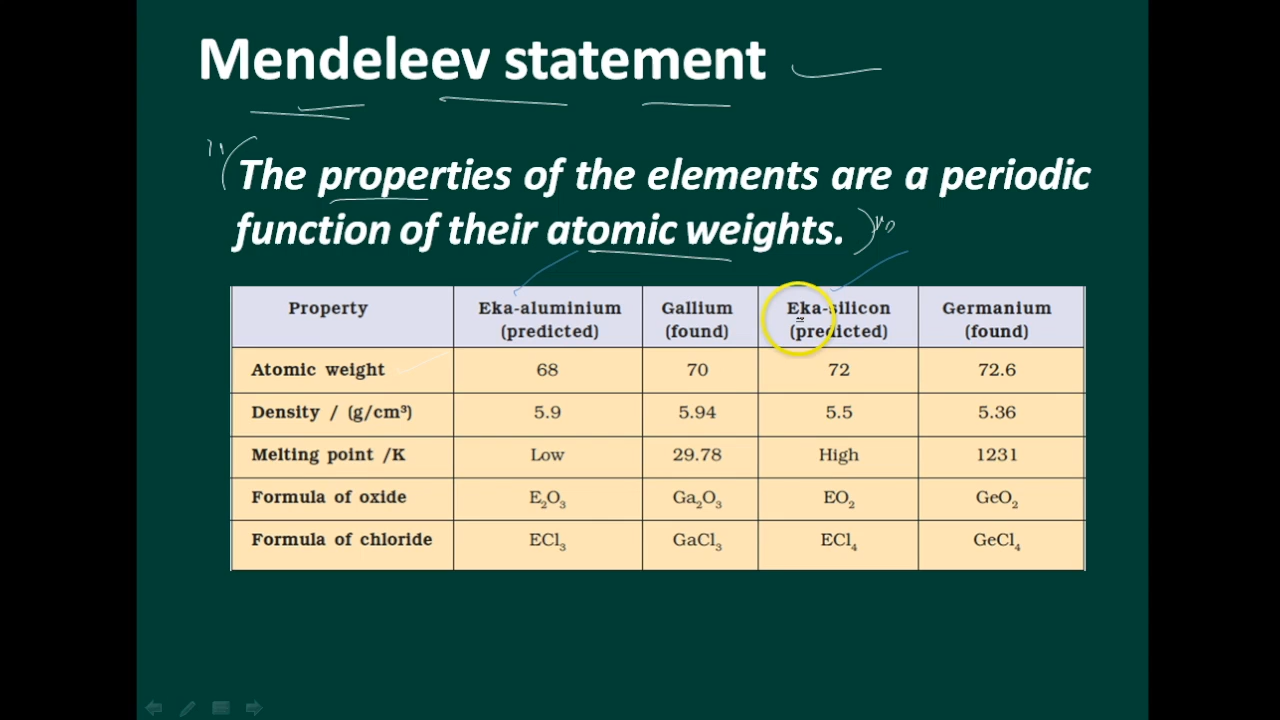 Mendeleev statement
"(The properties of the elements are a periodic
function of their atomic weights.)"
Property Eka-aluminium (predicted) Gallium (found) Eka-silicon (predicted) Germanium (found)
Atomic weight 68 70 72 72.6
Density / (g/cm³) 5.9 5.94 5.5 5.36
Melting point /K Low 29.78 High 1231
Formula of oxide E₂O₃ Ga₂O₃ EO₂ GeO₂
Formula of chloride ECl₃ GaCl₃ ECl₄ GeCl₄